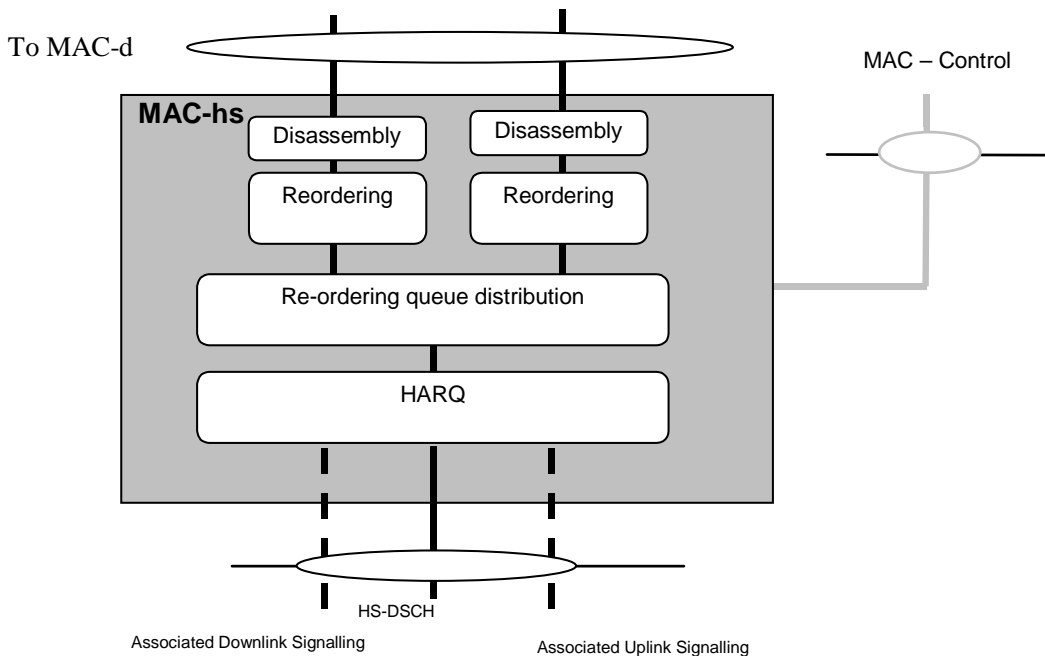 To MAC-d
MAC – Control
MAC-hs
Disassembly
Disassembly
Reordering
Reordering
Re-ordering queue distribution
HARQ
HS-DSCH
Associated Downlink Signalling
Associated Uplink Signalling